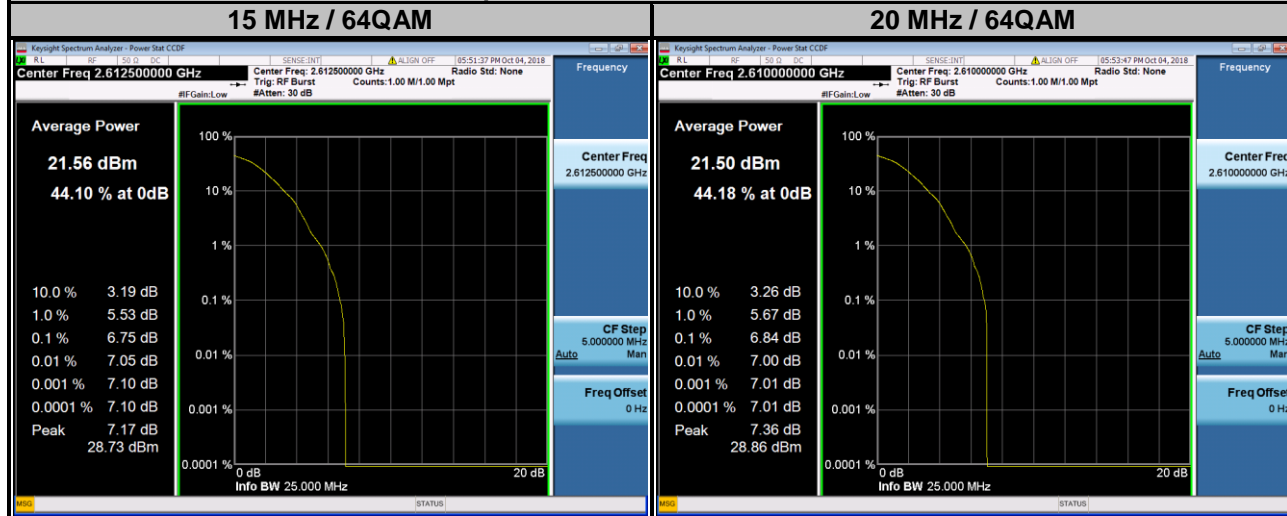 15 MHz / 64QAM
Keysight Spectrum Analyzer - Power Stat CCDF
RL RF 50 Ω DC SENSE:INT ALIGN OFF 05:51:37 PM Oct 04, 2018
Center Freq 2.612500000 GHz
Center Freq: 2.612500000 GHz Radio Std: None
Trig: RF Burst Counts:1.00 M/1.00 Mpt
#IFGain:Low #Atten: 30 dB
Average Power
21.56 dBm
44.10 % at 0dB
10.0 % 3.19 dB
1.0 % 5.53 dB
0.1 % 6.75 dB
0.01 % 7.05 dB
0.001 % 7.10 dB
0.0001 % 7.10 dB
Peak 7.17 dB
28.73 dBm
100 %
10 %
1 %
0.1 %
0.01 %
0.001 %
0.0001 %
0 dB 20 dB
Info BW 25.000 MHz
Frequency
Center Freq
2.612500000 GHz
CF Step
5.000000 MHz
Auto Man
Freq Offset
0 Hz
MSG STATUS
20 MHz / 64QAM
Keysight Spectrum Analyzer - Power Stat CCDF
RL RF 50 Ω DC SENSE:INT ALIGN OFF 05:53:47 PM Oct 04, 2018
Center Freq 2.610000000 GHz
Center Freq: 2.610000000 GHz Radio Std: None
Trig: RF Burst Counts:1.00 M/1.00 Mpt
#IFGain:Low #Atten: 30 dB
Average Power
21.50 dBm
44.18 % at 0dB
10.0 % 3.26 dB
1.0 % 5.67 dB
0.1 % 6.84 dB
0.01 % 7.00 dB
0.001 % 7.01 dB
0.0001 % 7.01 dB
Peak 7.36 dB
28.86 dBm
100 %
10 %
1 %
0.1 %
0.01 %
0.001 %
0.0001 %
0 dB 20 dB
Info BW 25.000 MHz
Frequency
Center Freq
2.610000000 GHz
CF Step
5.000000 MHz
Auto Man
Freq Offset
0 Hz
MSG STATUS